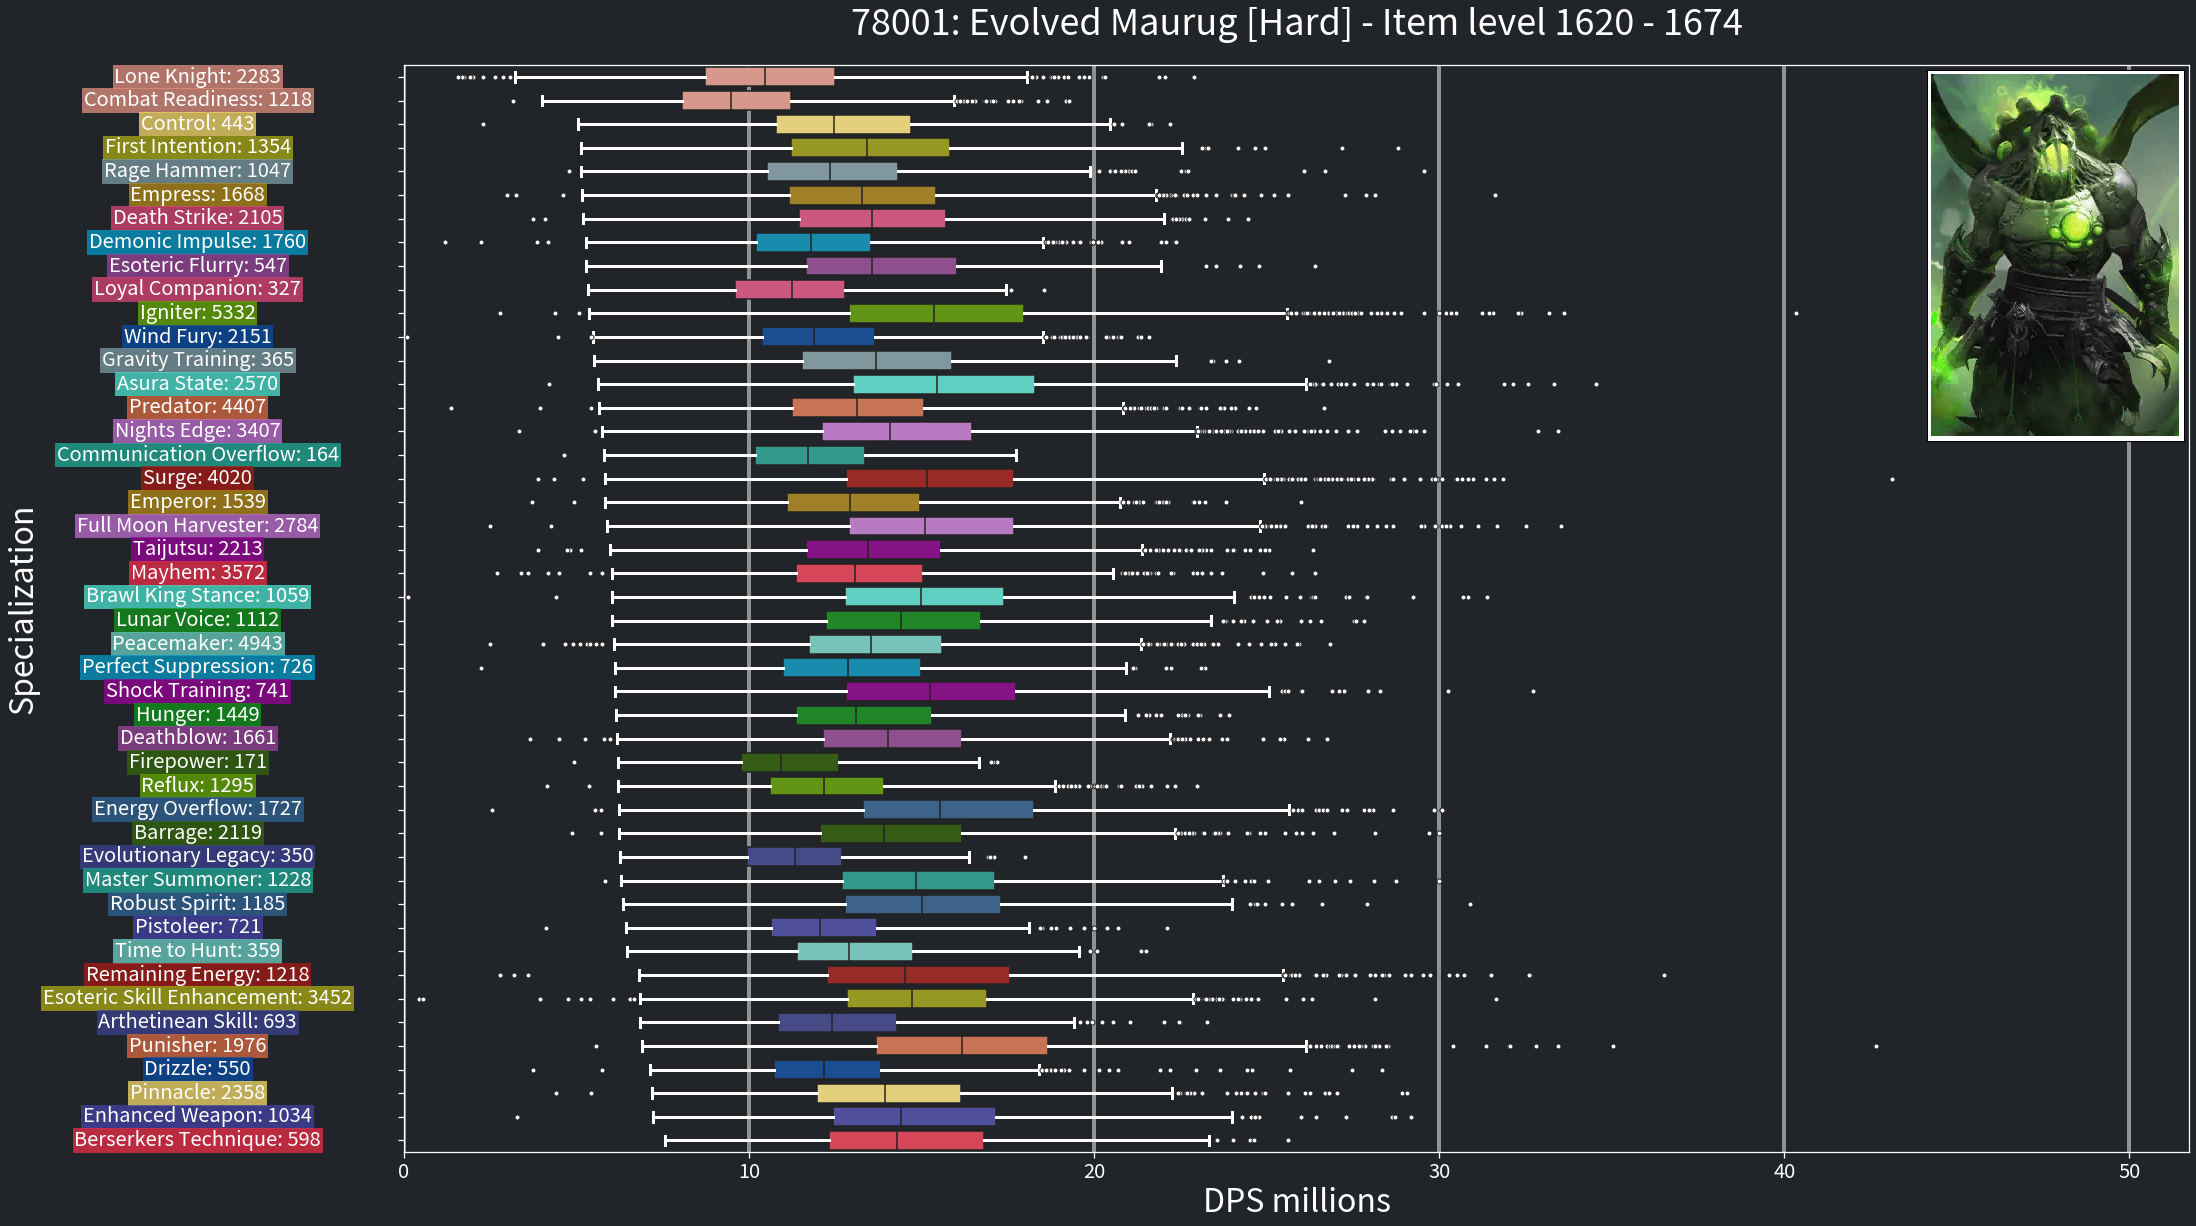 78001: Evolved Maurug [Hard] - Item level 1620 - 1674
Lone Knight: 2283
Combat Readiness: 1218
Control: 443
First Intention: 1354
Rage Hammer: 1047
Empress: 1668
Death Strike: 2105
Demonic Impulse: 1760
Esoteric Flurry: 547
Loyal Companion: 327
Igniter: 5332
Wind Fury: 2151
Gravity Training: 365
Asura State: 2570
Predator: 4407
Nights Edge: 3407
Communication Overflow: 164
Surge: 4020
Emperor: 1539
Full Moon Harvester: 2784
Taijutsu: 2213
Mayhem: 3572
Brawl King Stance: 1059
Lunar Voice: 1112
Peacemaker: 4943
Perfect Suppression: 726
Shock Training: 741
Hunger: 1449
Deathblow: 1661
Firepower: 171
Reflux: 1295
Energy Overflow: 1727
Barrage: 2119
Evolutionary Legacy: 350
Master Summoner: 1228
Robust Spirit: 1185
Pistoleer: 721
Time to Hunt: 359
Remaining Energy: 1218
Esoteric Skill Enhancement: 3452
Arthetinean Skill: 693
Punisher: 1976
Drizzle: 550
Pinnacle: 2358
Enhanced Weapon: 1034
Berserkers Technique: 598
Specialization
0 10 20 30 40 50
DPS millions